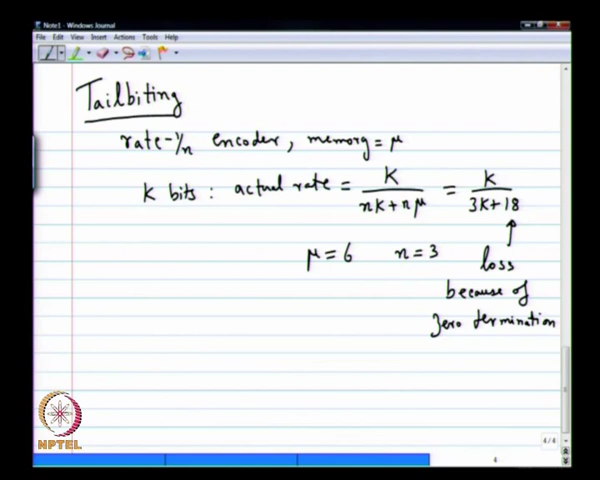 Note1 - Windows Journal
File Edit View Insert Actions Tools Help
Tailbiting
rate-1/n encoder, memory = μ
K bits : actual rate = K / (nK + nμ) = K / (3K + 18)
μ = 6 n = 3 loss
because of
zero termination
NPTEL
4/4
4